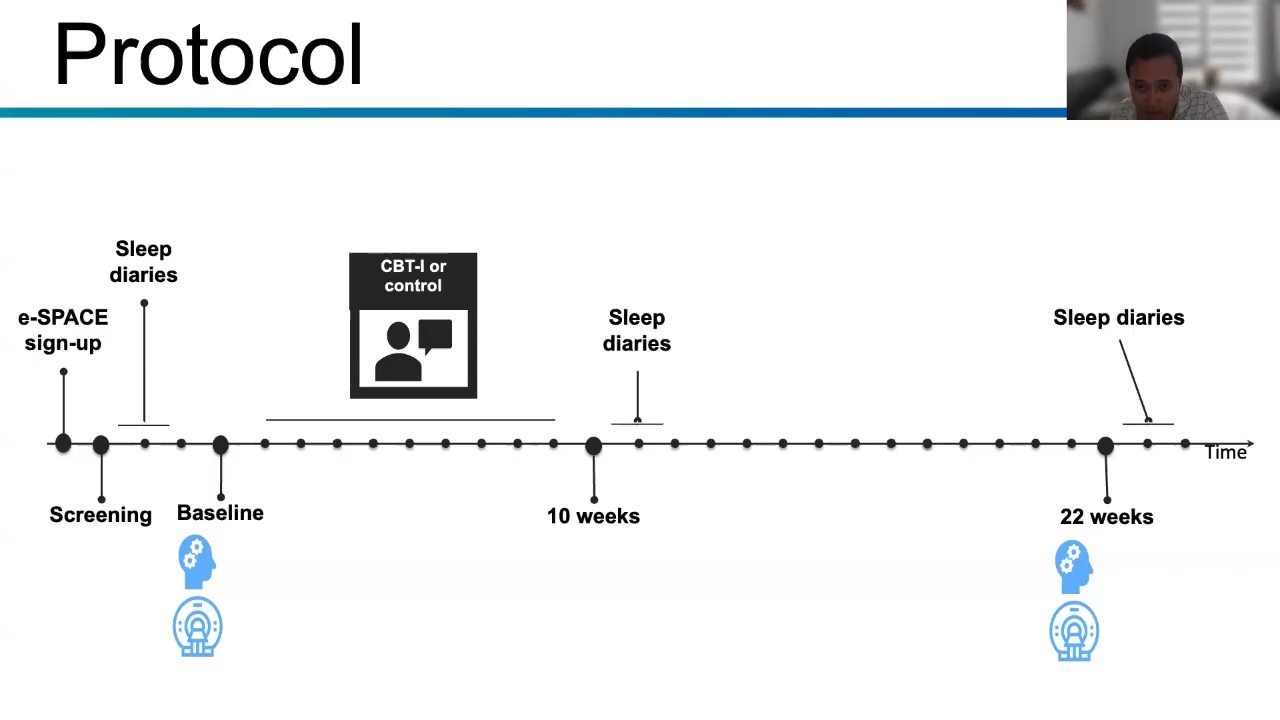 Protocol
Sleep
diaries
e-SPACE
sign-up
CBT-I or
control
Sleep
diaries
Sleep diaries
Time
Screening
Baseline
10 weeks
22 weeks